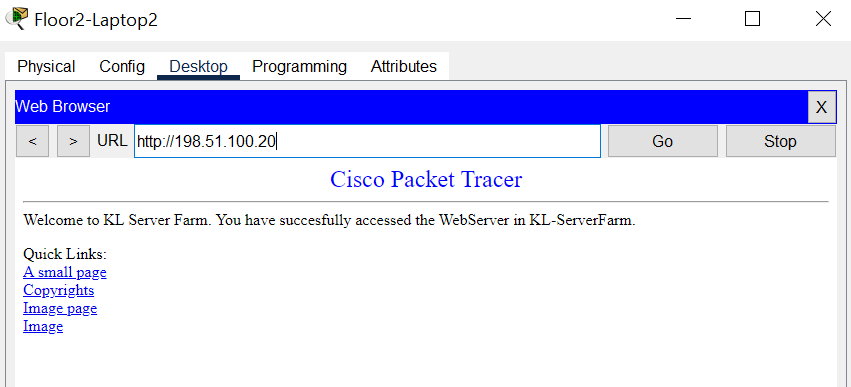 Floor2-Laptop2
Physical Config Desktop Programming Attributes
Web Browser X
< > URL http://198.51.100.20 Go Stop
Cisco Packet Tracer
Welcome to KL Server Farm. You have succesfully accessed the WebServer in KL-ServerFarm.
Quick Links:
A small page
Copyrights
Image page
Image